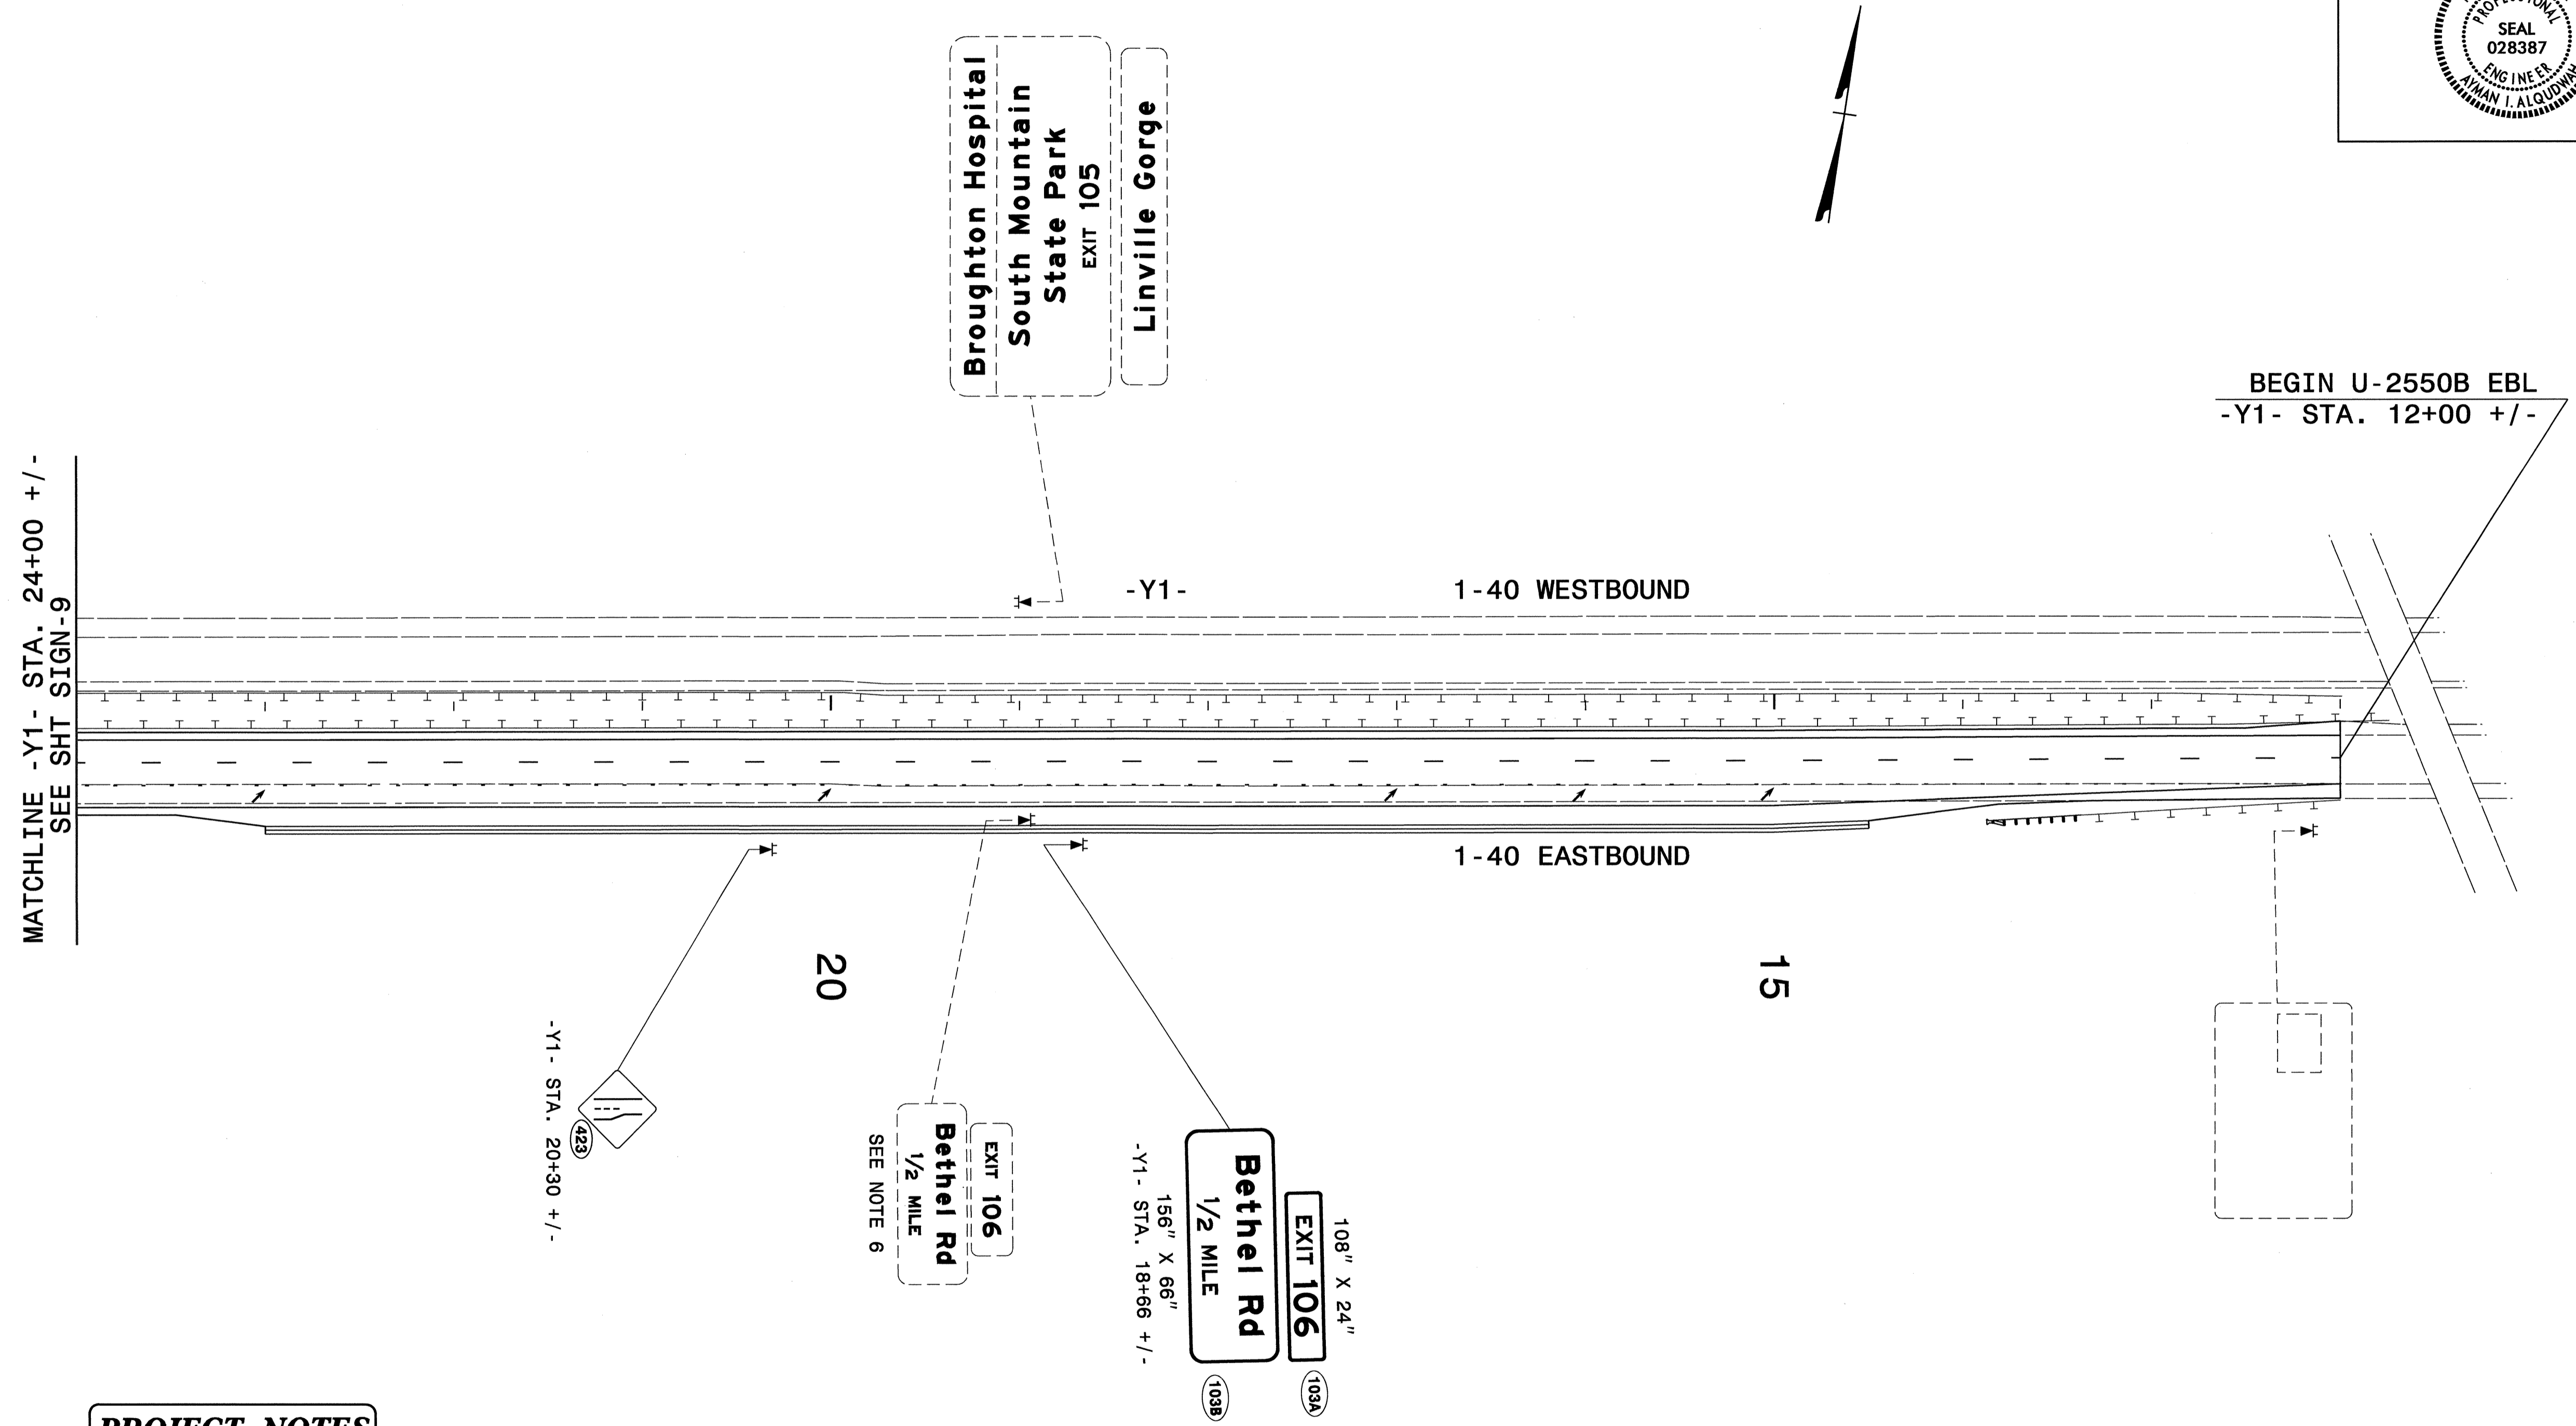 PROFESSIONAL
SEAL
028387
ENGINEER
AYMAN I. ALQUDWAH
Broughton Hospital
South Mountain
State Park
EXIT 105
Linville Gorge
BEGIN U-2550B EBL
-Y1- STA. 12+00 +/-
MATCHLINE -Y1- STA. 24+00 +/-
SEE SHT SIGN-9
-Y1-
1-40 WESTBOUND
1-40 EASTBOUND
20
15
-Y1- STA. 20+30 +/-
423
EXIT 106
Bethel Rd
1/2 MILE
SEE NOTE 6
108" X 24"
EXIT 106
Bethel Rd
1/2 MILE
156" X 66"
-Y1- STA. 18+66 +/-
103A
103B
PROJECT NOTES